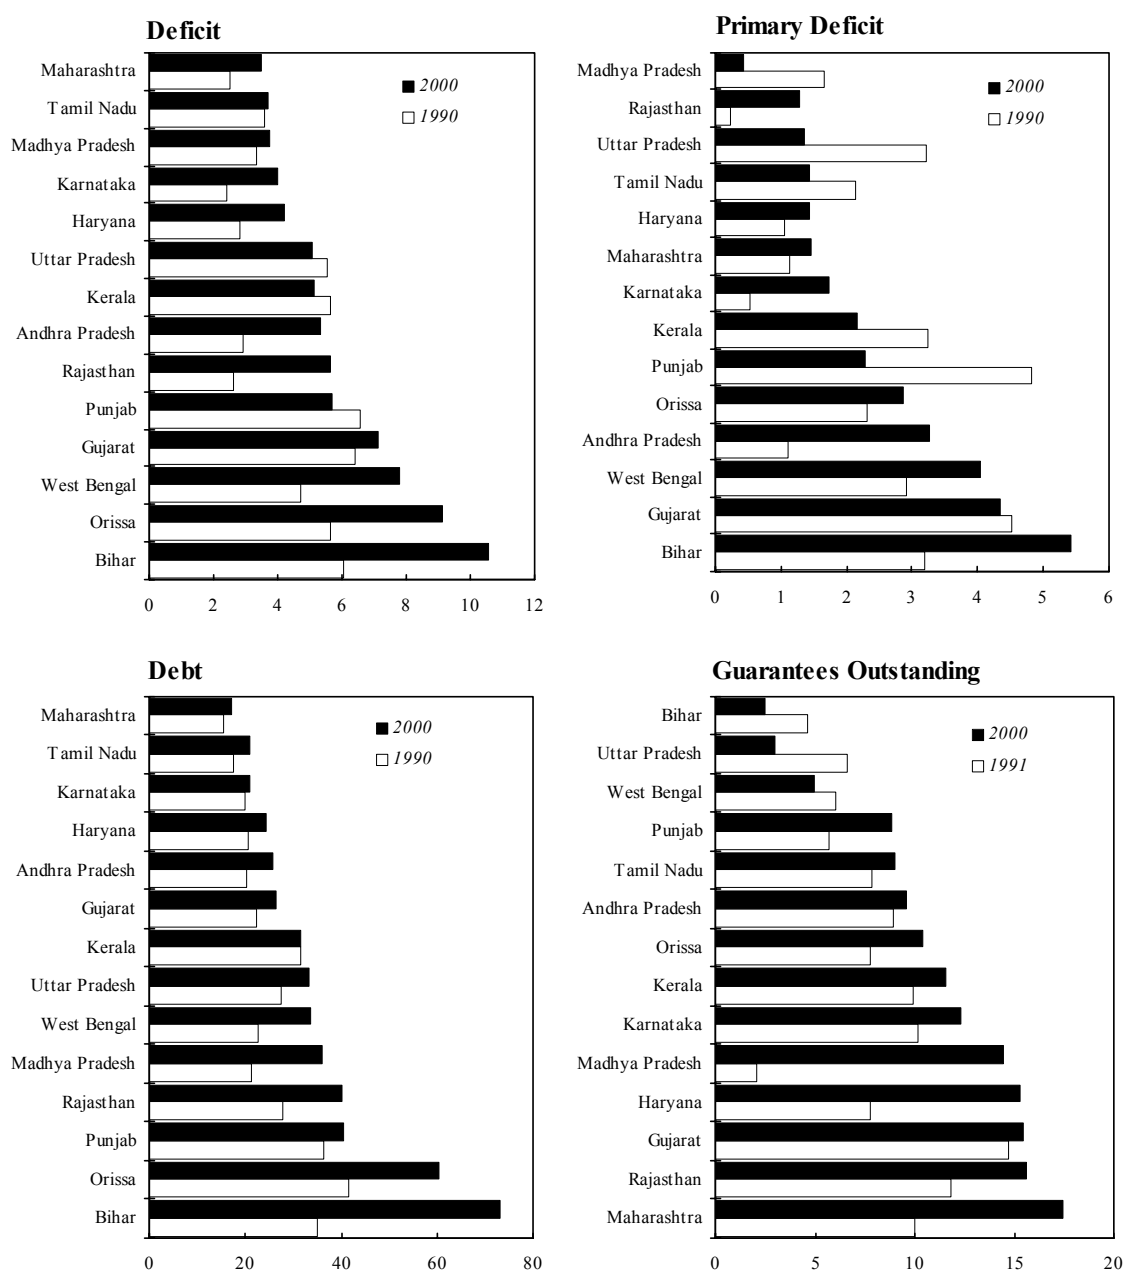 Deficit
Maharashtra
Tamil Nadu
Madhya Pradesh
Karnataka
Haryana
Uttar Pradesh
Kerala
Andhra Pradesh
Rajasthan
Punjab
Gujarat
West Bengal
Orissa
Bihar
2000
1990
0 2 4 6 8 10 12
Primary Deficit
Madhya Pradesh
Rajasthan
Uttar Pradesh
Tamil Nadu
Haryana
Maharashtra
Karnataka
Kerala
Punjab
Orissa
Andhra Pradesh
West Bengal
Gujarat
Bihar
2000
1990
0 1 2 3 4 5 6
Debt
Maharashtra
Tamil Nadu
Karnataka
Haryana
Andhra Pradesh
Gujarat
Kerala
Uttar Pradesh
West Bengal
Madhya Pradesh
Rajasthan
Punjab
Orissa
Bihar
2000
1990
0 20 40 60 80
Guarantees Outstanding
Bihar
Uttar Pradesh
West Bengal
Punjab
Tamil Nadu
Andhra Pradesh
Orissa
Kerala
Karnataka
Madhya Pradesh
Haryana
Gujarat
Rajasthan
Maharashtra
2000
1991
0 5 10 15 20